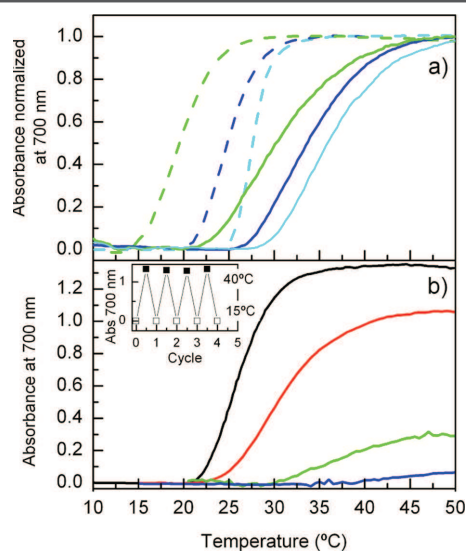 1.0
0.8
0.6
0.4
0.2
0.0
Absorbance normalized
at 700 nm
a)
1.2
1.0
0.8
0.6
0.4
0.2
0.0
Absorbance at 700 nm
b)
1
0
Abs 700 nm
40ºC
15ºC
0 1 2 3 4 5
Cycle
10 15 20 25 30 35 40 45 50
Temperature (ºC)